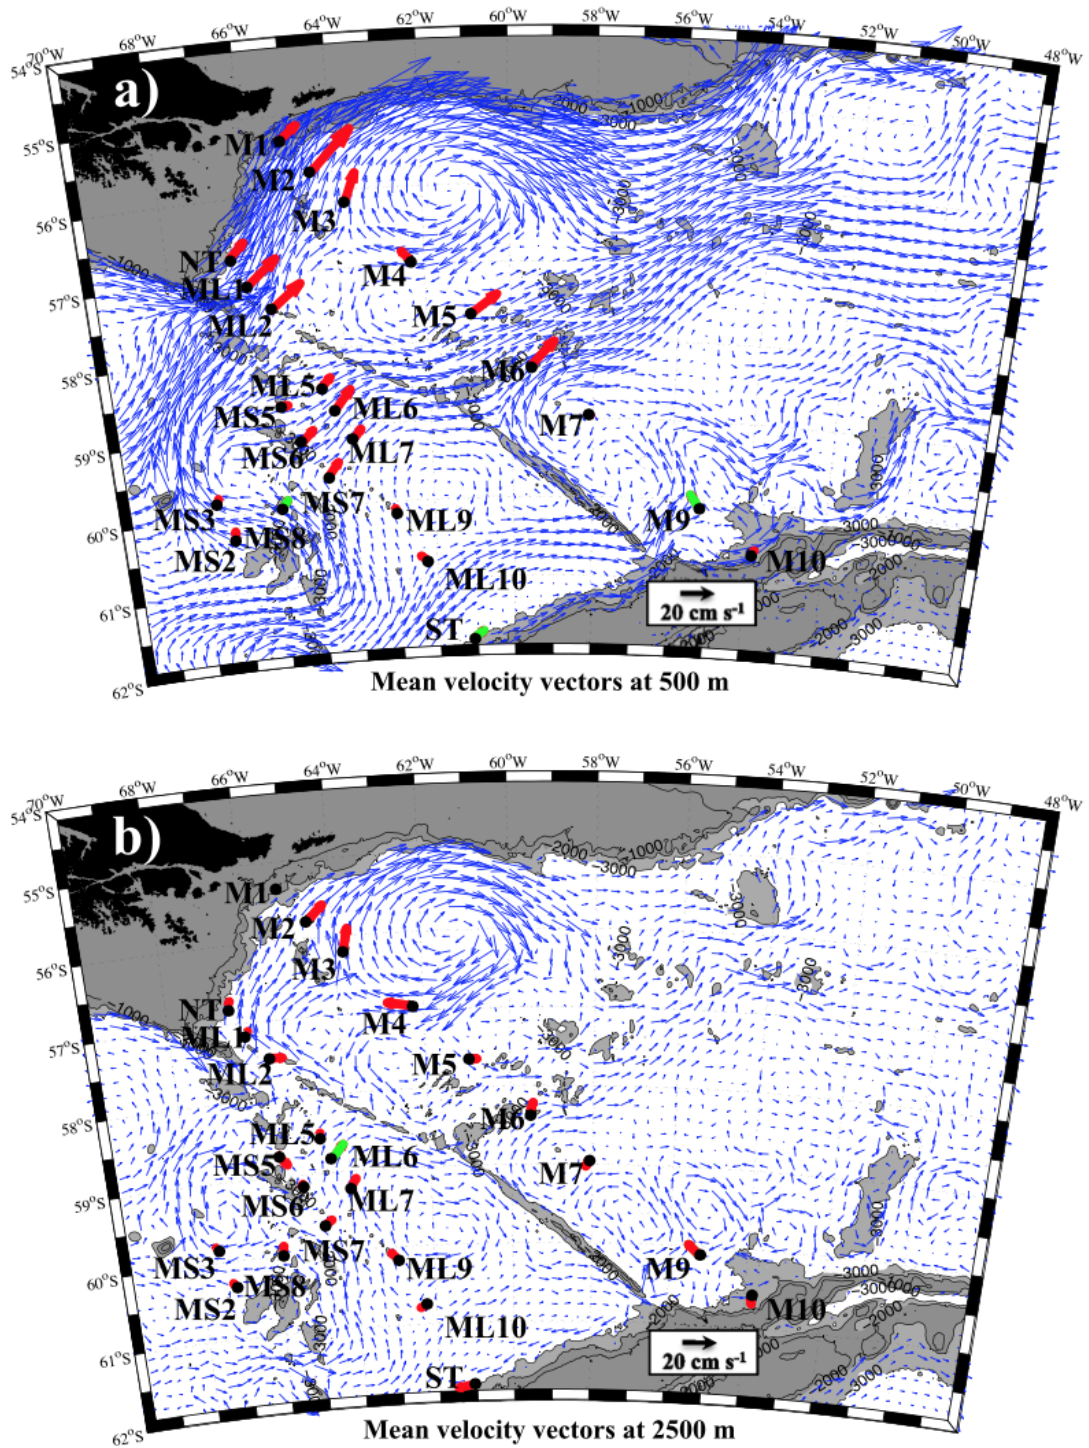 68°W 66°W 64°W 62°W 60°W 58°W 56°W 54°W 52°W 50°W 48°W
70°W
54°S
a)
55°S
56°S
57°S
58°S
59°S
60°S
61°S
62°S
M1
M2
M3
NT
ML1
ML2
M4
M5
M6
ML5
MS5
ML6
M7
MS6
ML7
MS7
MS3
MS8
ML9
M9
MS2
M10
ML10
ST
-1000
-2000
-3000
20 cm s-1
Mean velocity vectors at 500 m
68°W 66°W 64°W 62°W 60°W 58°W 56°W 54°W 52°W 50°W 48°W
70°W
54°S
b)
55°S
56°S
57°S
58°S
59°S
60°S
61°S
62°S
M1
M2
M3
NT
M4
ML1
ML2
M5
M6
ML5
MS5
ML6
M7
MS6
ML7
MS7
MS3
ML9
M9
MS8
MS2
M10
ML10
ST
-1000
-2000
-3000
20 cm s-1
Mean velocity vectors at 2500 m